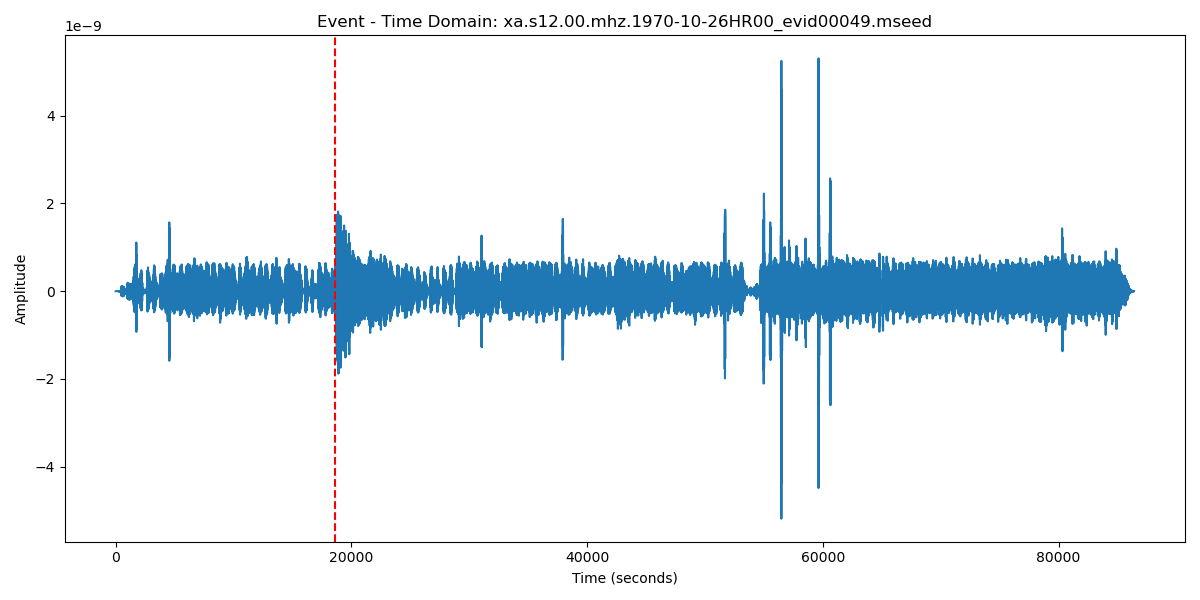 Event - Time Domain: xa.s12.00.mhz.1970-10-26HR00_evid00049.mseed
1e−9
4
2
0
−2
−4
Amplitude
0 20000 40000 60000 80000
Time (seconds)